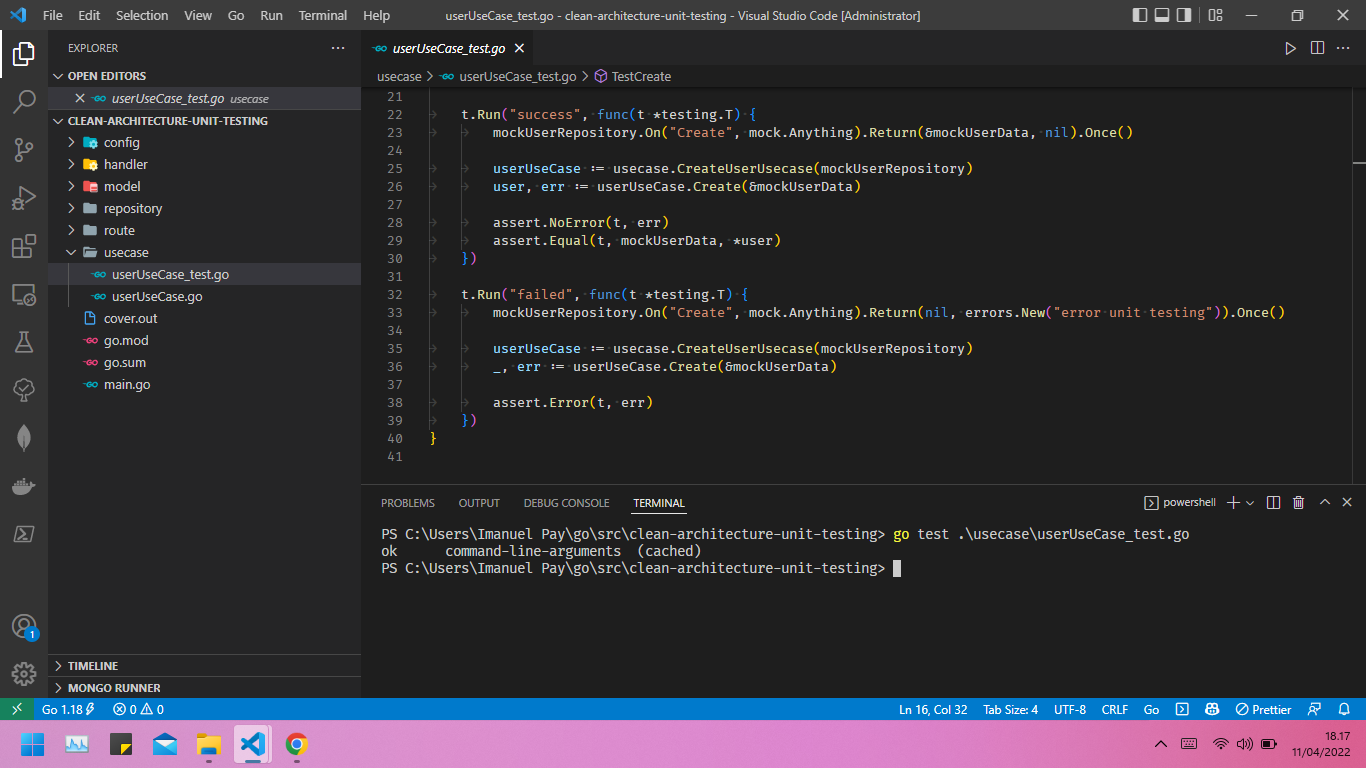 File Edit Selection View Go Run Terminal Help userUseCase_test.go - clean-architecture-unit-testing - Visual Studio Code [Administrator]
EXPLORER
OPEN EDITORS
userUseCase_test.go usecase
CLEAN-ARCHITECTURE-UNIT-TESTING
config
handler
model
repository
route
usecase
userUseCase_test.go
userUseCase.go
cover.out
go.mod
go.sum
main.go
TIMELINE
MONGO RUNNER
userUseCase_test.go
usecase > userUseCase_test.go > TestCreate
21
22 t.Run("success", func(t *testing.T) {
23 mockUserRepository.On("Create", mock.Anything).Return(&mockUserData, nil).Once()
24
25 userUseCase := usecase.CreateUserUsecase(mockUserRepository)
26 user, err := userUseCase.Create(&mockUserData)
27
28 assert.NoError(t, err)
29 assert.Equal(t, mockUserData, *user)
30 })
31
32 t.Run("failed", func(t *testing.T) {
33 mockUserRepository.On("Create", mock.Anything).Return(nil, errors.New("error unit testing")).Once()
34
35 userUseCase := usecase.CreateUserUsecase(mockUserRepository)
36 _, err := userUseCase.Create(&mockUserData)
37
38 assert.Error(t, err)
39 })
40 }
41
PROBLEMS OUTPUT DEBUG CONSOLE TERMINAL powershell
PS C:\Users\Imanuel Pay\go\src\clean-architecture-unit-testing> go test .\usecase\userUseCase_test.go
ok command-line-arguments (cached)
PS C:\Users\Imanuel Pay\go\src\clean-architecture-unit-testing>
1
Go 1.18 0 0 Ln 16, Col 32 Tab Size: 4 UTF-8 CRLF Go Prettier
18.17
11/04/2022